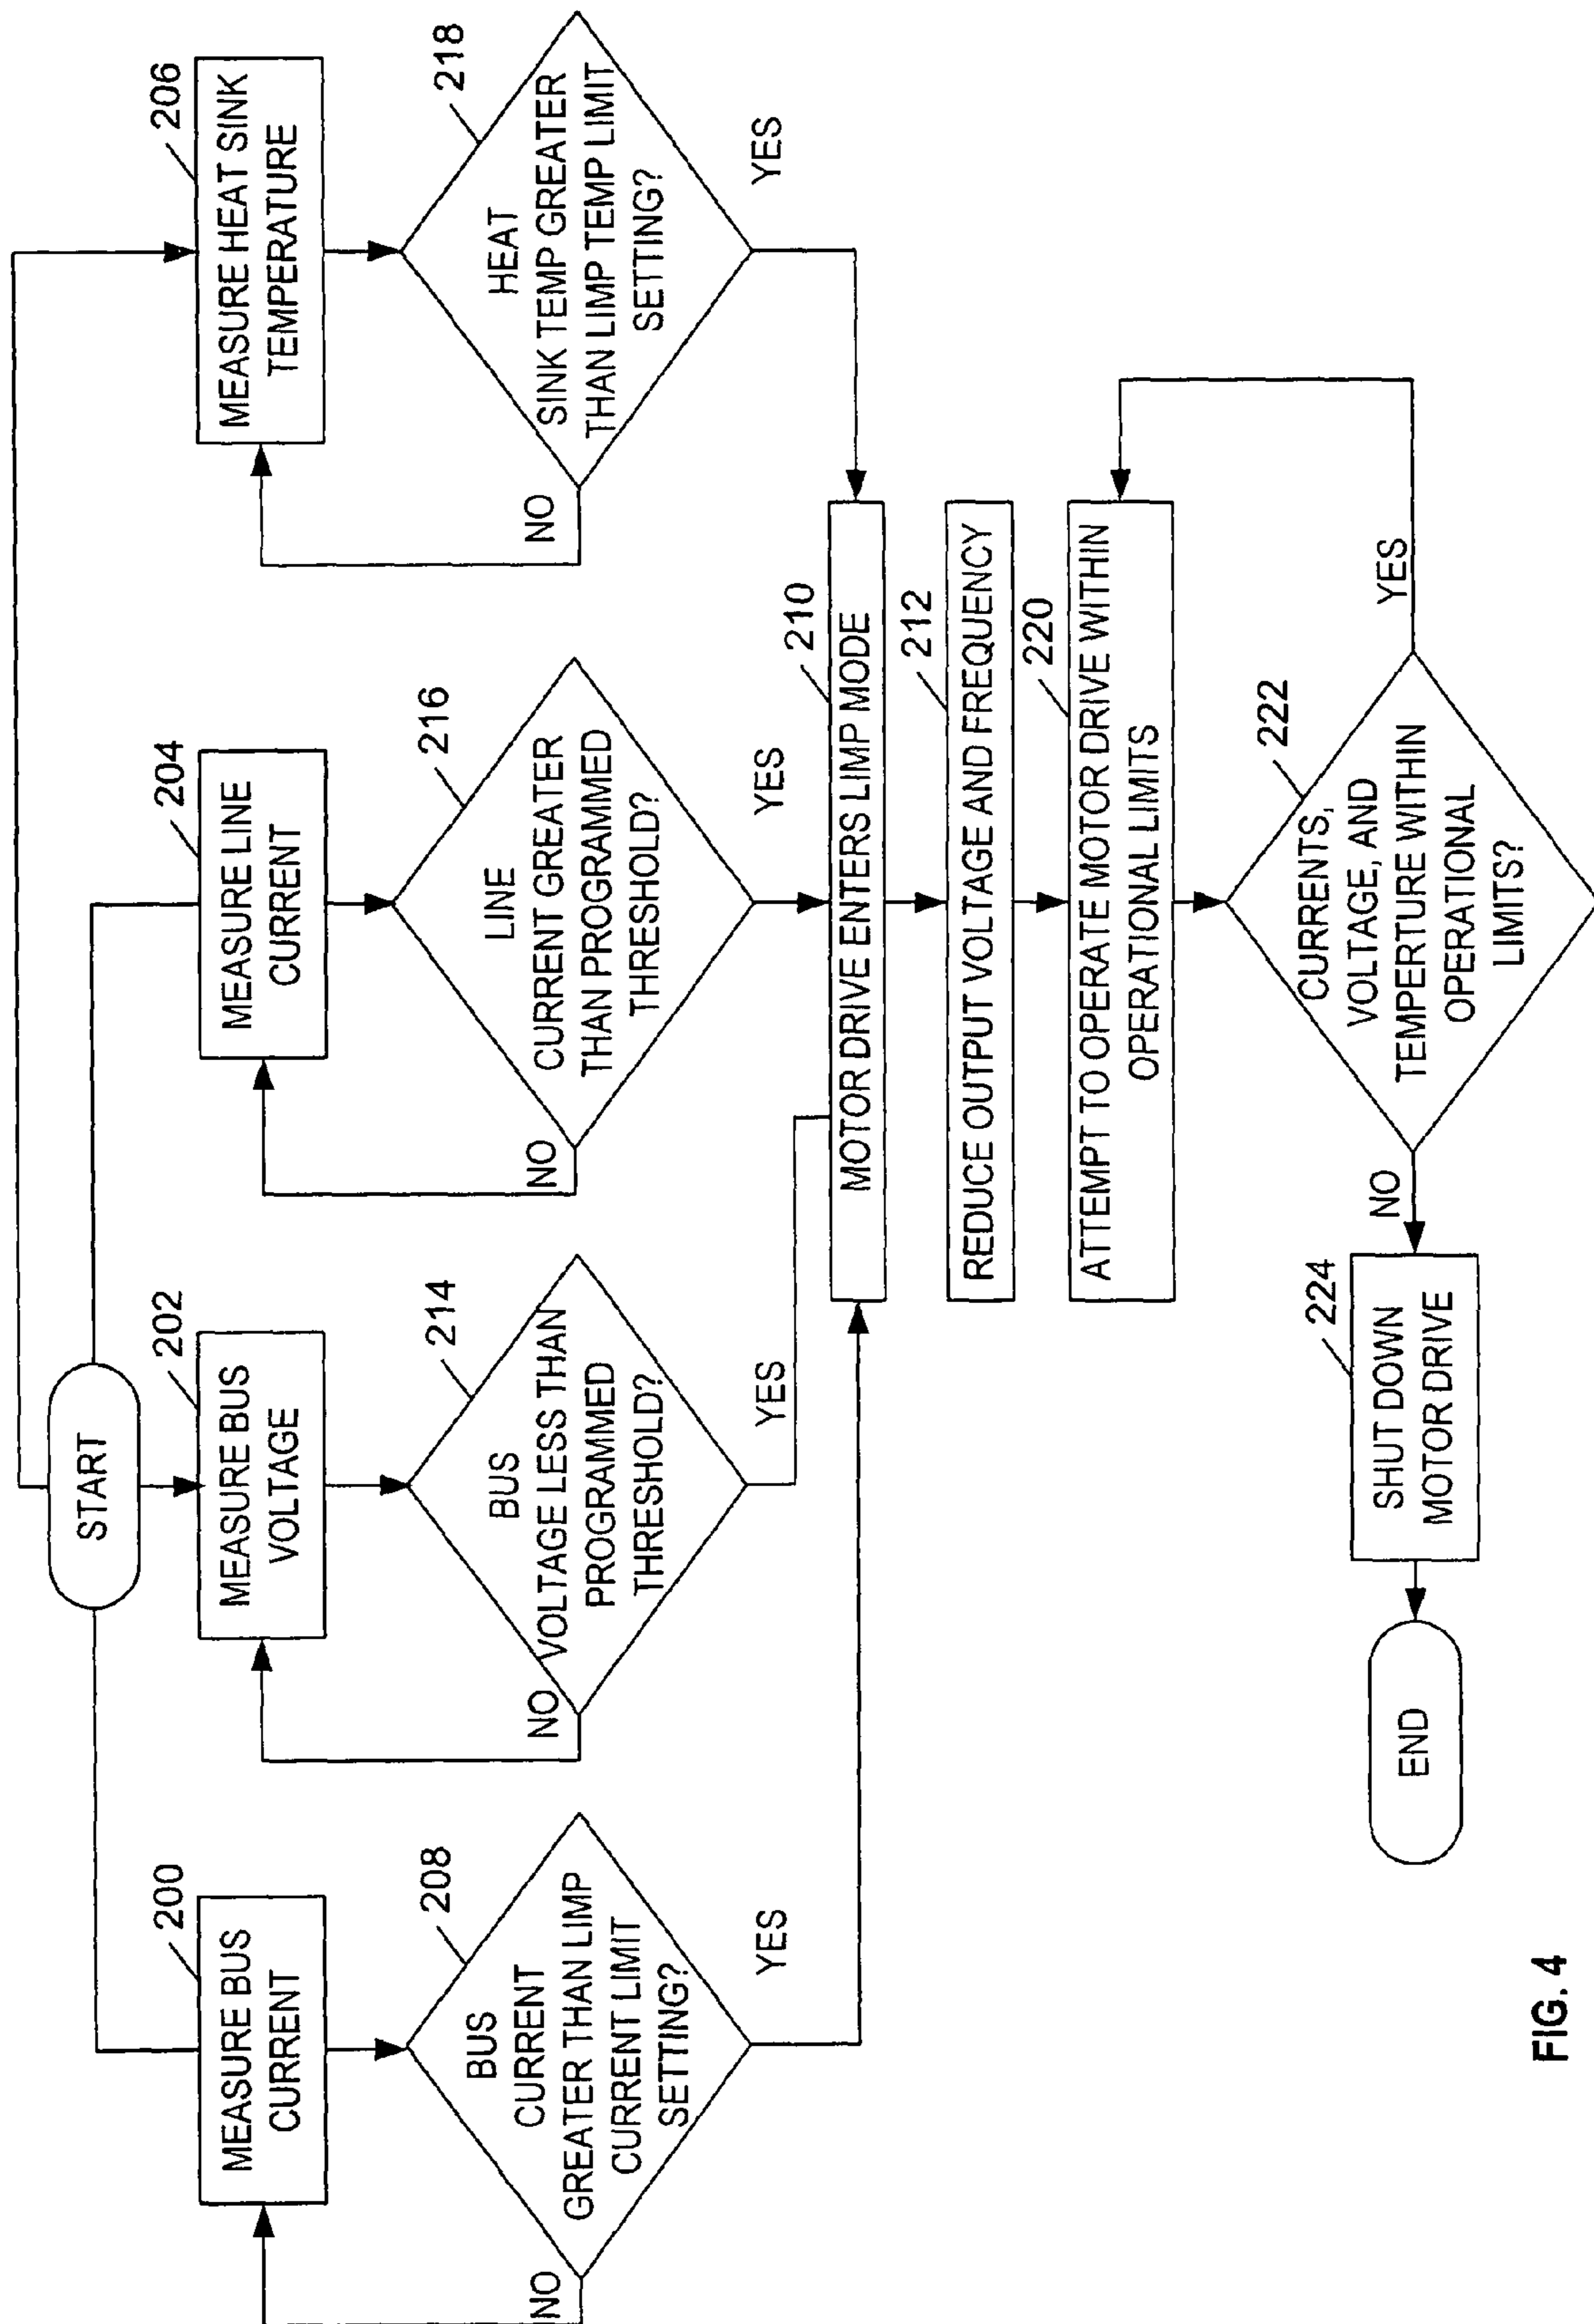 START
200
MEASURE BUS
CURRENT
202
MEASURE BUS
VOLTAGE
204
MEASURE LINE
CURRENT
206
MEASURE HEAT SINK
TEMPERATURE
208
BUS
CURRENT
GREATER THAN LIMP
CURRENT LIMIT
SETTING?
NO
YES
214
BUS
VOLTAGE LESS THAN
PROGRAMMED
THRESHOLD?
NO
YES
216
LINE
CURRENT GREATER
THAN PROGRAMMED
THRESHOLD?
NO
YES
218
HEAT
SINK TEMP GREATER
THAN LIMP TEMP LIMIT
SETTING?
NO
YES
210
MOTOR DRIVE ENTERS LIMP MODE
212
REDUCE OUTPUT VOLTAGE AND FREQUENCY
220
ATTEMPT TO OPERATE MOTOR DRIVE WITHIN
OPERATIONAL LIMITS
222
CURRENTS,
VOLTAGE, AND
TEMPERTURE WITHIN
OPERATIONAL
LIMITS?
YES
NO
224
SHUT DOWN
MOTOR DRIVE
END
FIG. 4